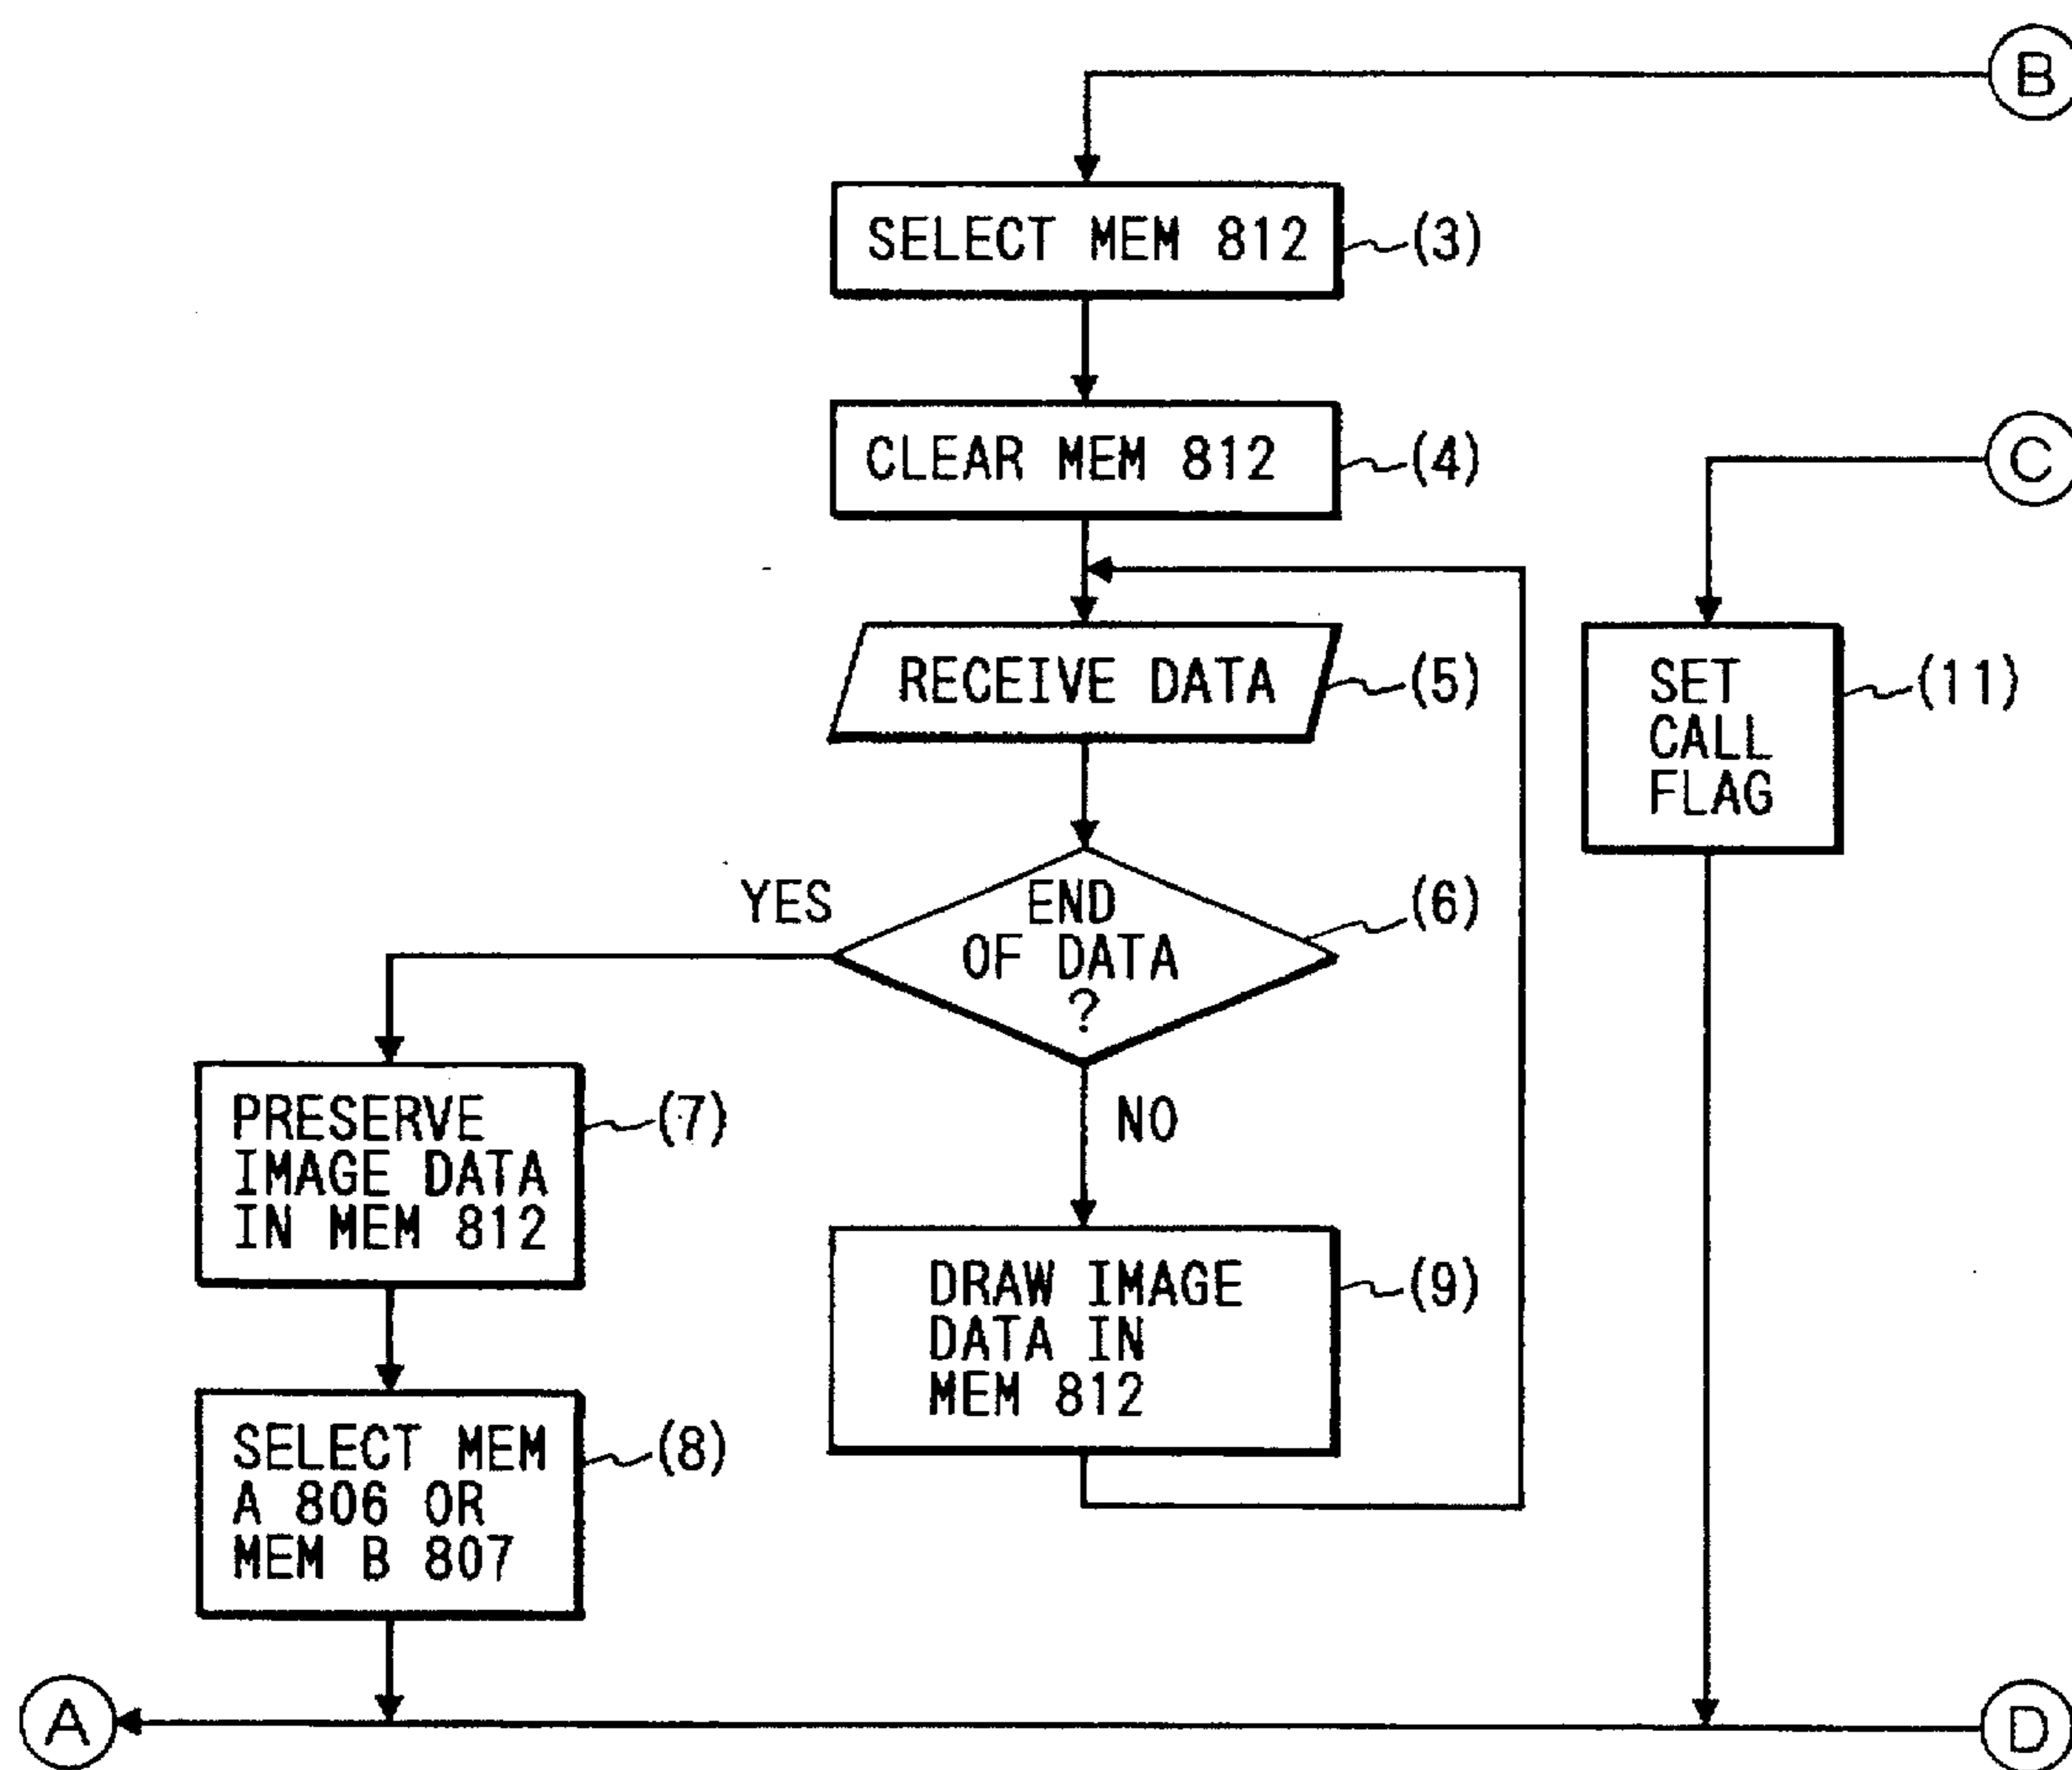 B
SELECT MEM 812
(3)
CLEAR MEM 812
(4)
C
RECEIVE DATA
(5)
SET
CALL
FLAG
(11)
YES
END
OF DATA
?
(6)
NO
PRESERVE
IMAGE DATA
IN MEM 812
(7)
DRAW IMAGE
DATA IN
MEM 812
(9)
SELECT MEM
A 806 OR
MEM B 807
(8)
A
D